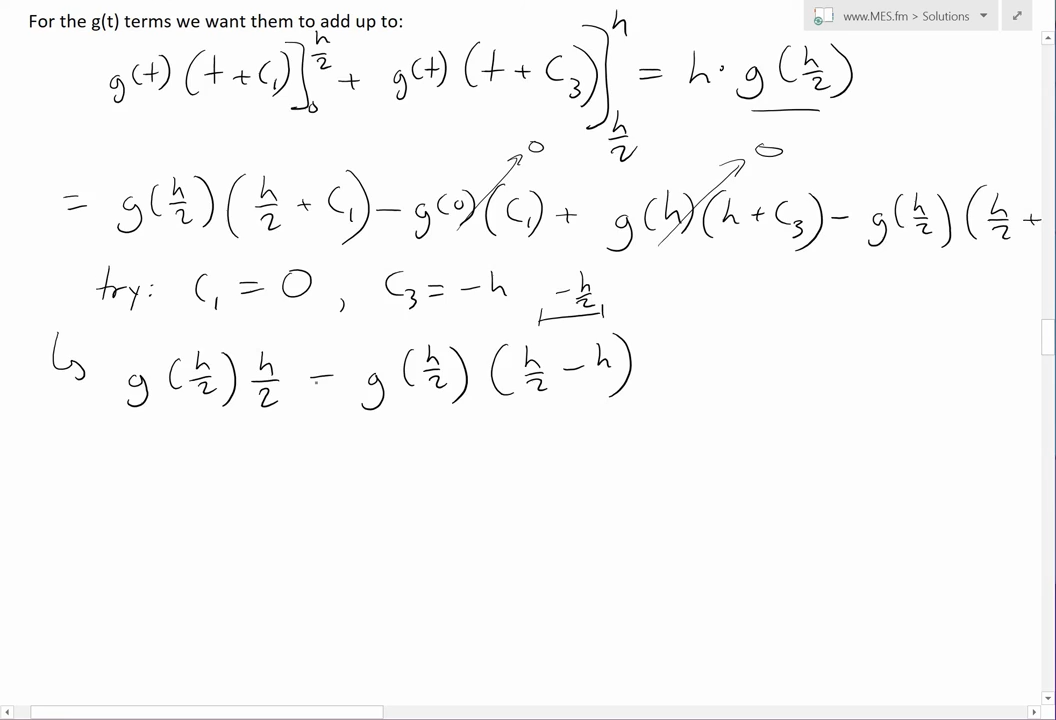 For the g(t) terms we want them to add up to:
www.MES.fm > Solutions
g(t) (t + C₁)]₀^(h/2) + g(t) (t + C₃)]_(h/2)^h = h · g(h/2)
0 0
= g(h/2) (h/2 + C₁) - g(0) (C₁) + g(h) (h + C₃) - g(h/2) (h/2 +
try: C₁ = 0, C₃ = -h -h/2
↳ g(h/2) h/2 - g(h/2) (h/2 - h)